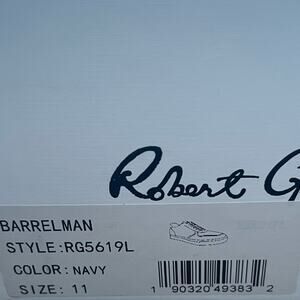 Robert G
BARRELMAN
STYLE:RG5619L
COLOR: NAVY
SIZE: 11
1 90320 49383 2